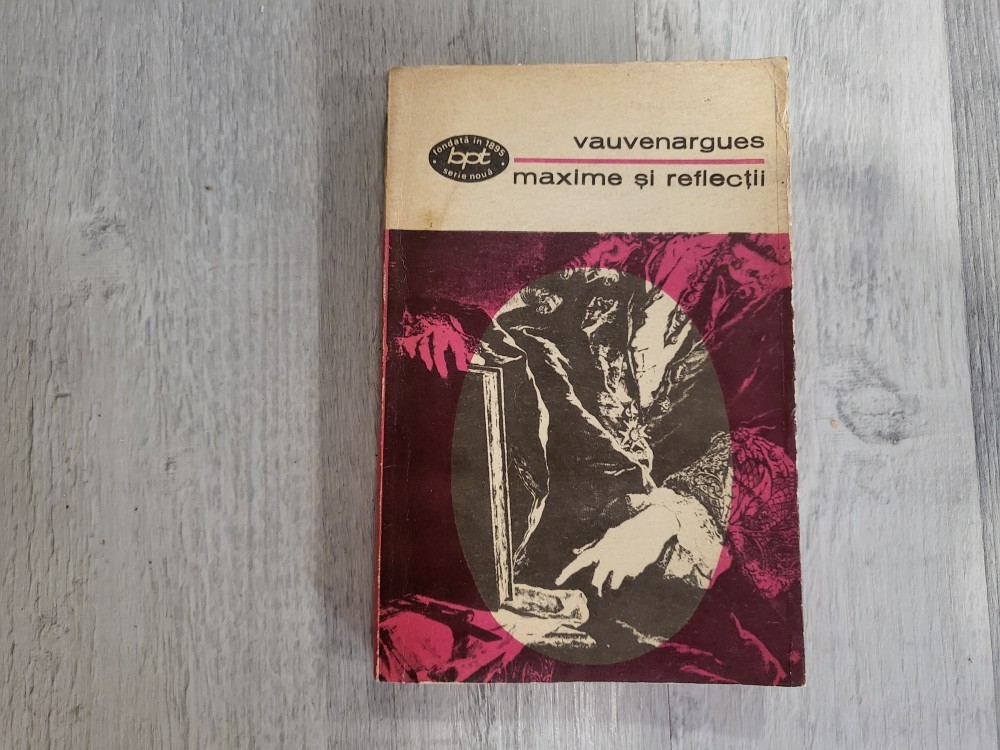 fondată în 1895
bpt
serie nouă
vauvenargues
maxime și reflecții